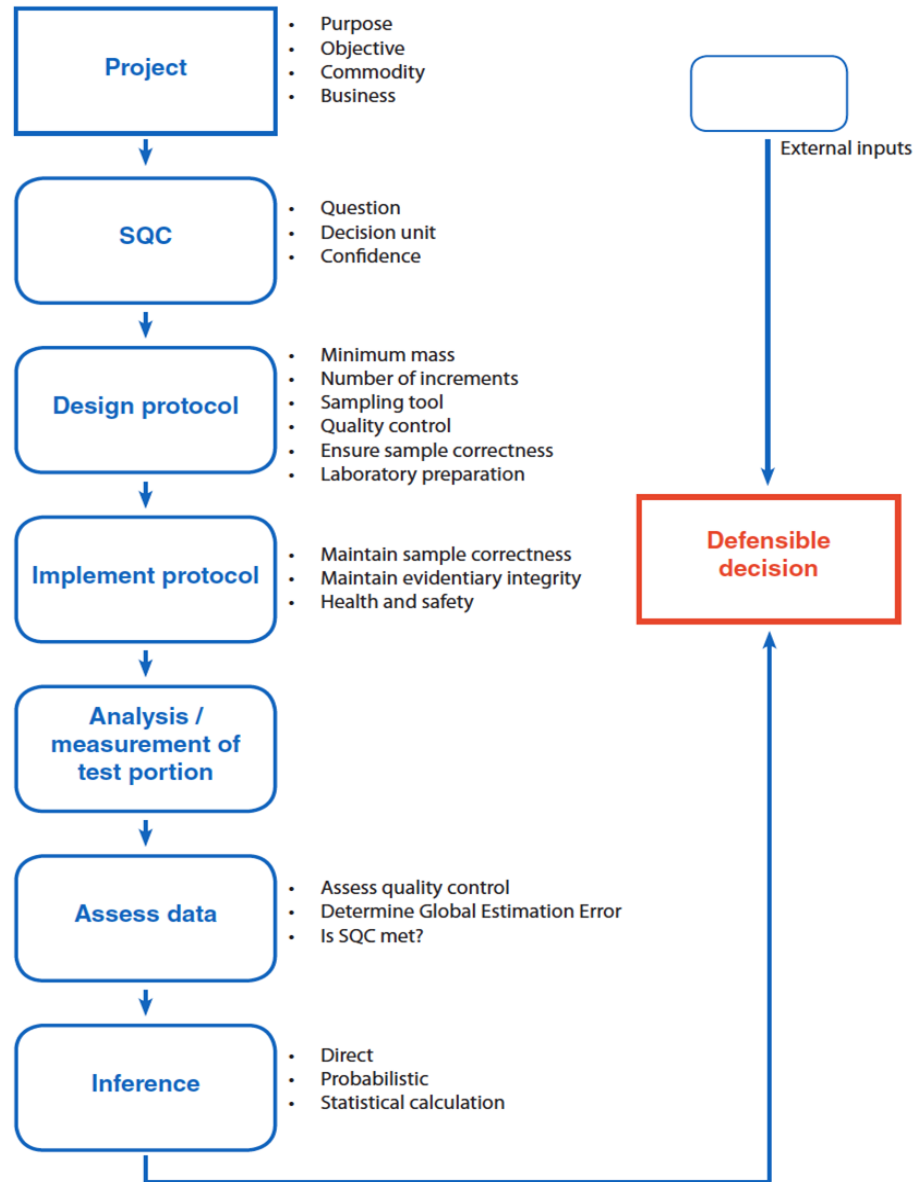 Project
• Purpose
• Objective
• Commodity
• Business
External inputs
SQC
• Question
• Decision unit
• Confidence
Design protocol
• Minimum mass
• Number of increments
• Sampling tool
• Quality control
• Ensure sample correctness
• Laboratory preparation
Implement protocol
• Maintain sample correctness
• Maintain evidentiary integrity
• Health and safety
Defensible
decision
Analysis /
measurement of
test portion
Assess data
• Assess quality control
• Determine Global Estimation Error
• Is SQC met?
Inference
• Direct
• Probabilistic
• Statistical calculation